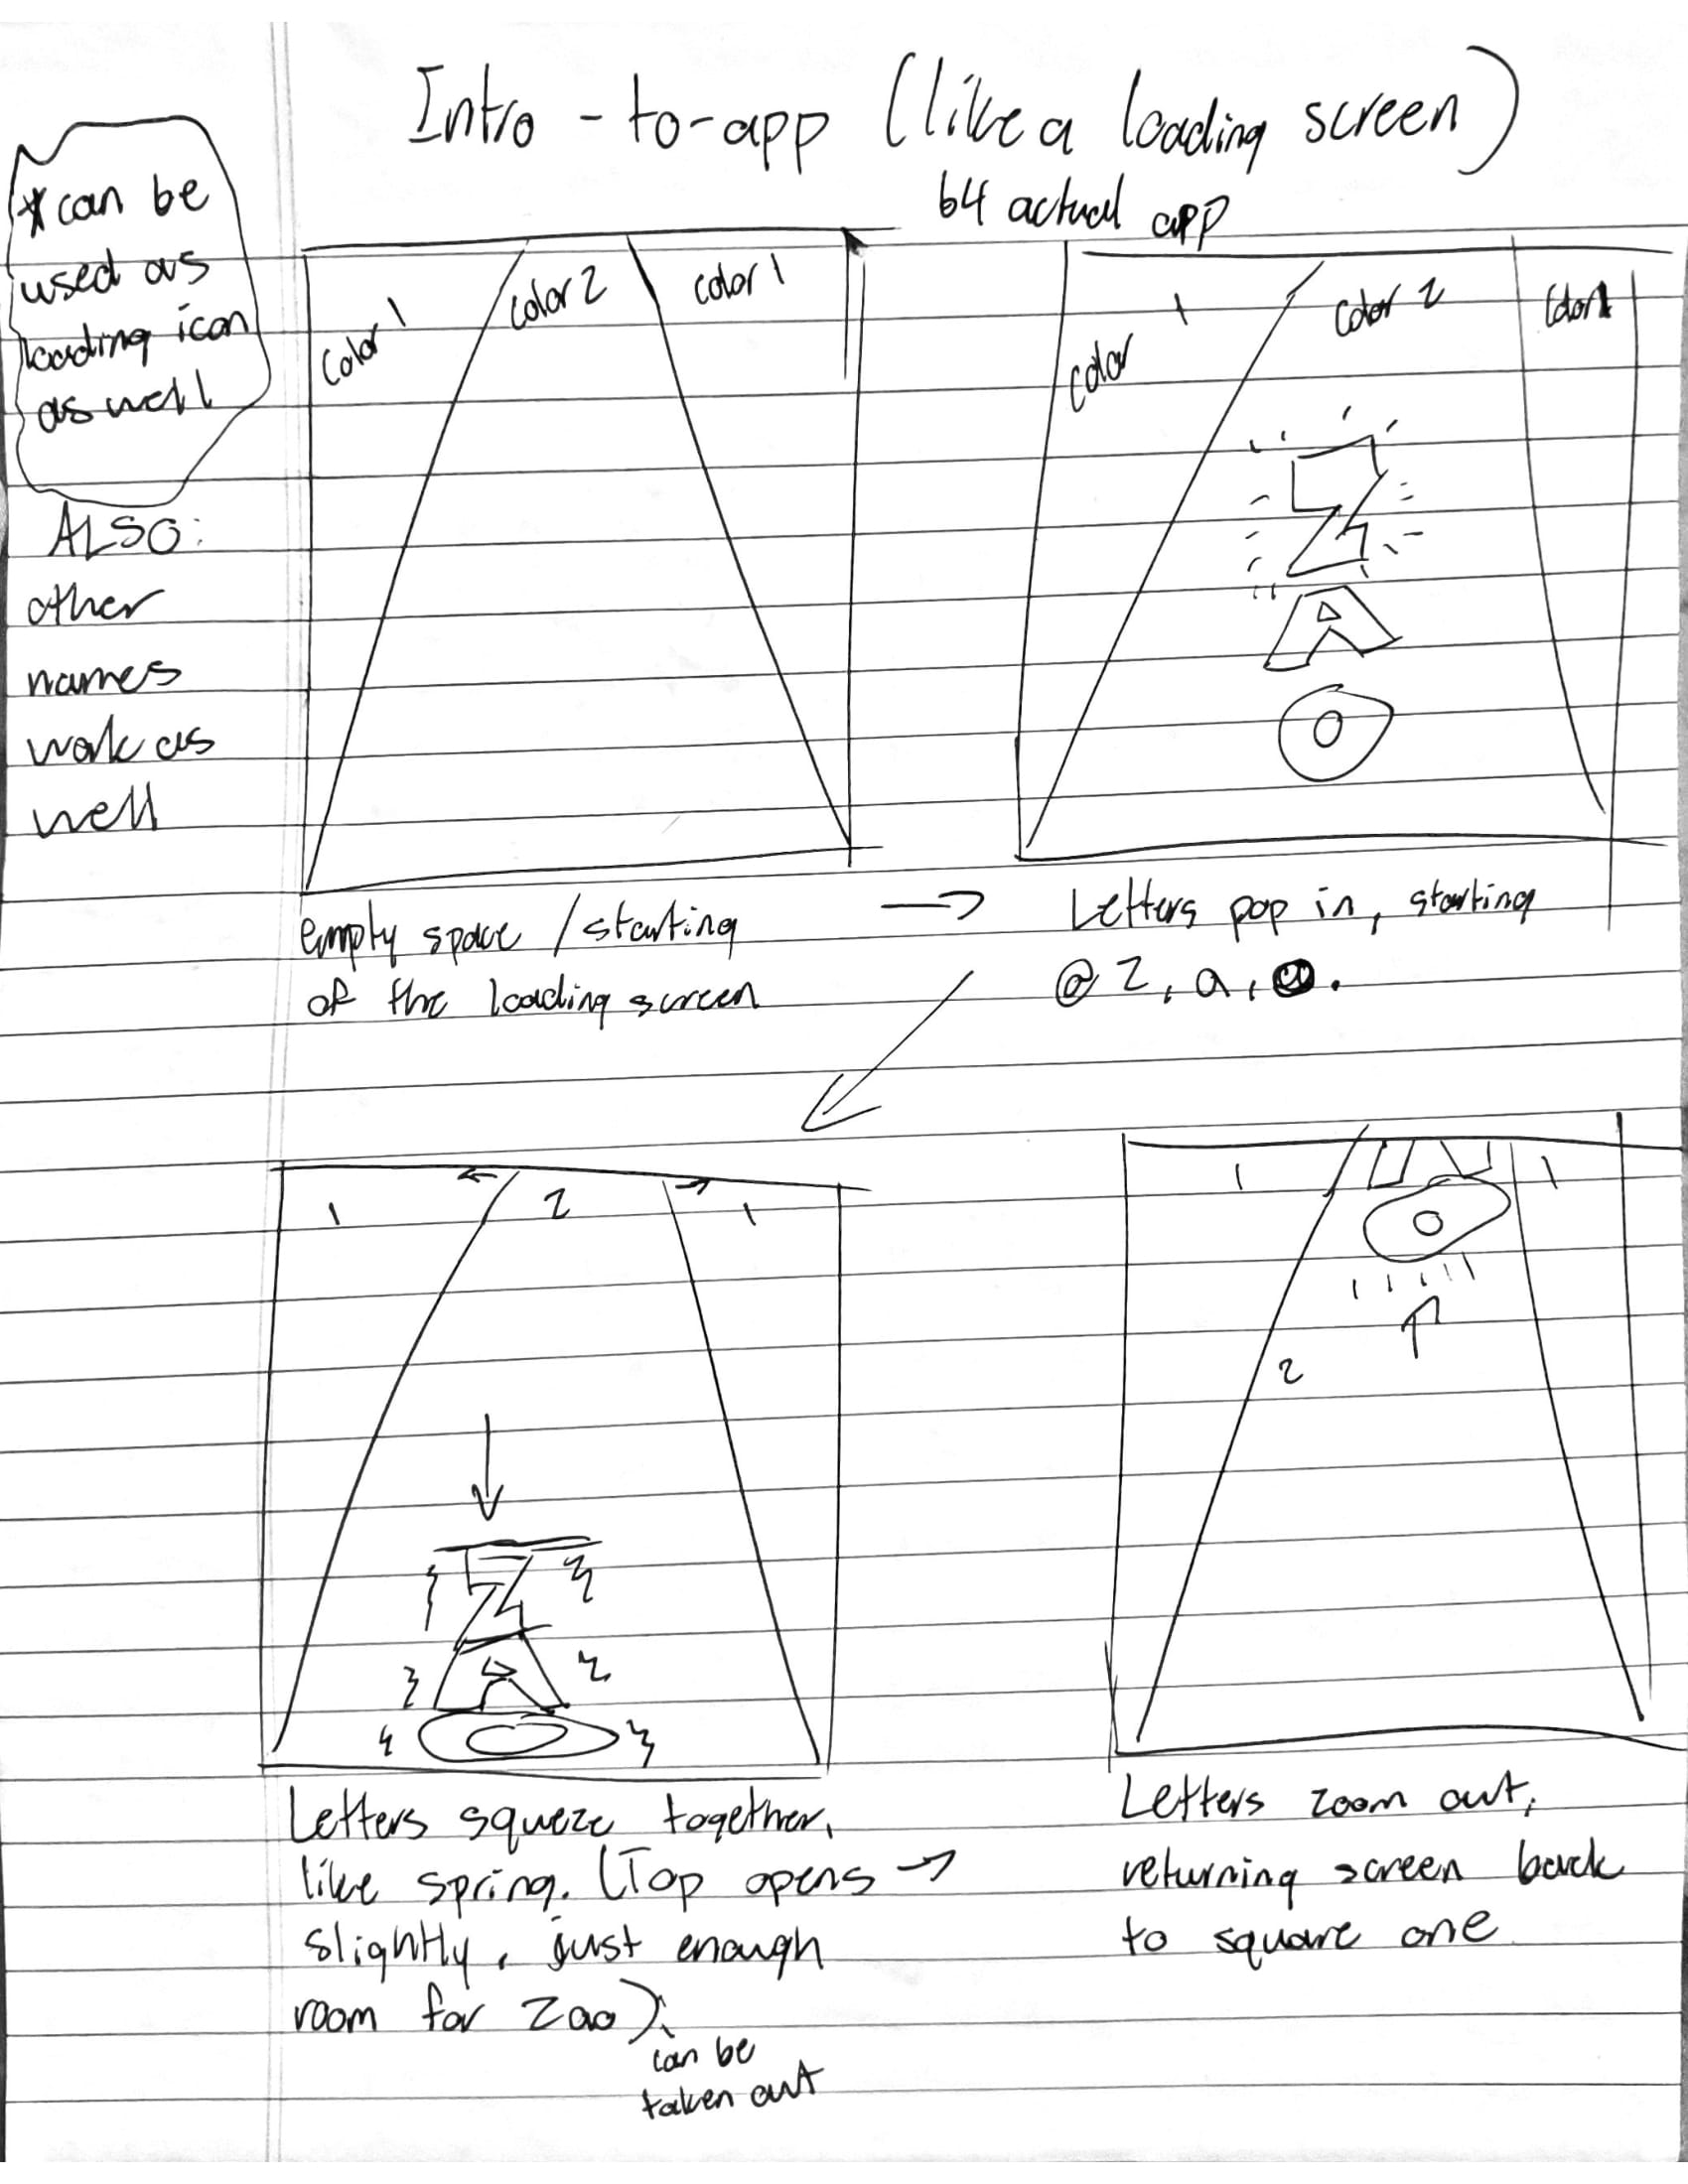 Intro-to-app (like a loading screen)
b4 actual app
*can be
used as
loading icon
as well
ALSO:
other
names
work as
well
color 1
color 2
color 1
color 1
color 2
Color 1
Z
A
O
empty space / starting
of the loading screen
→
Letters pop in, starting
@ Z, a, o.
1
2
1
Z
A
O
1
1
O
2
Letters squeze together,
like spring. (Top opens →
slightly, just enough
room for Zao).
can be
taken out
Letters zoom out,
returning screen back
to square one